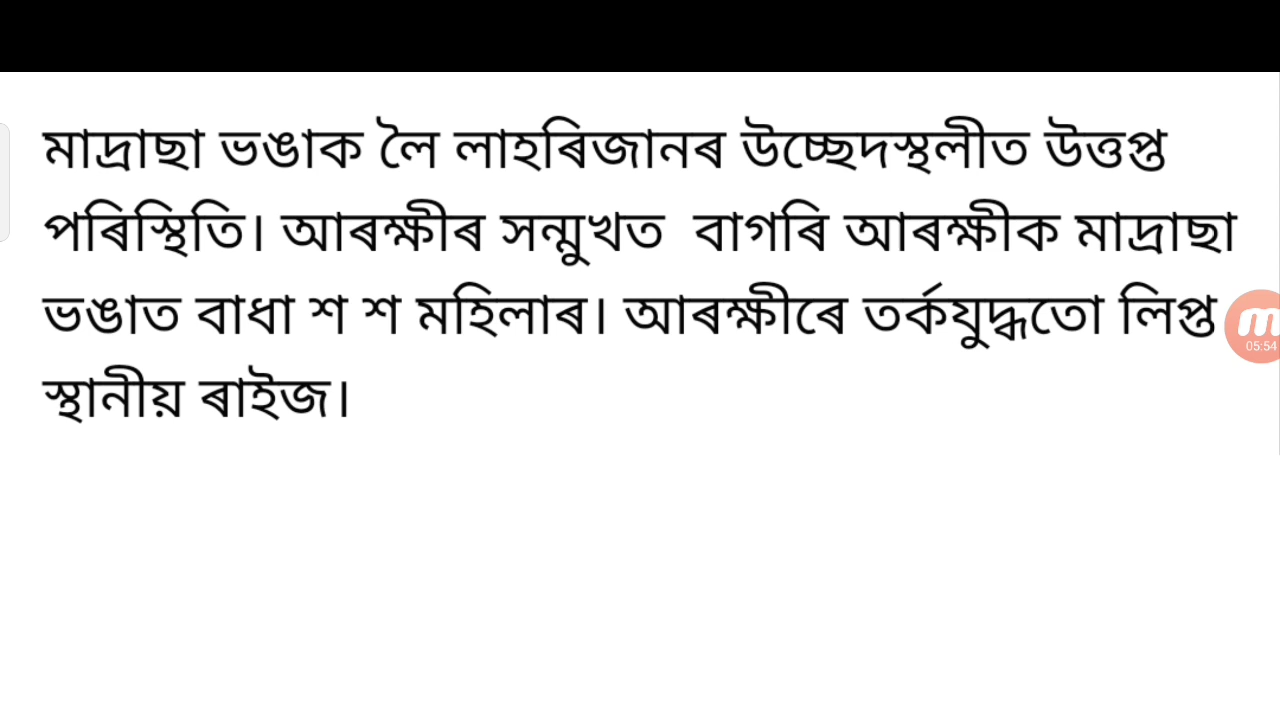 মাদ্ৰাছা ভঙাক লৈ লাহৰিজানৰ উচ্ছেদস্থলীত উত্তপ্ত
পৰিস্থিতি। আৰক্ষীৰ সন্মুখত বাগৰি আৰক্ষীক মাদ্ৰাছা
ভঙাত বাধা শ শ মহিলাৰ। আৰক্ষীৰে তৰ্কযুদ্ধতো লিপ্ত
স্থানীয় ৰাইজ।
05:54